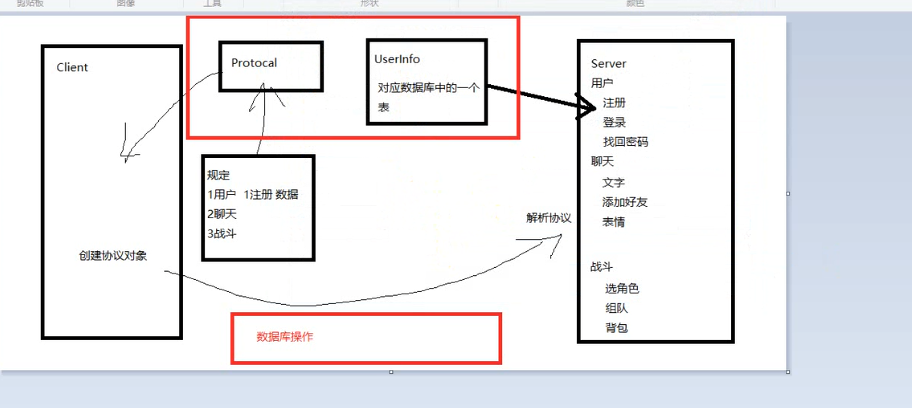 剪贴板
图像
工具
形状
颜色
Client
创建协议对象
Protocal
UserInfo
对应数据库中的一个
表
规定
1用户 1注册 数据
2聊天
3战斗
解析协议
数据库操作
Server
用户
注册
登录
找回密码
聊天
文字
添加好友
表情
战斗
选角色
组队
背包